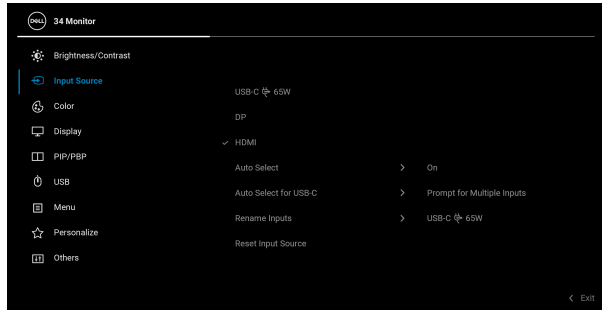 DELL 34 Monitor
Brightness/Contrast
Input Source
Color
Display
PIP/PBP
USB
Menu
Personalize
Others
USB-C 65W
DP
HDMI
Auto Select On
Auto Select for USB-C Prompt for Multiple Inputs
Rename Inputs USB-C 65W
Reset Input Source
Exit